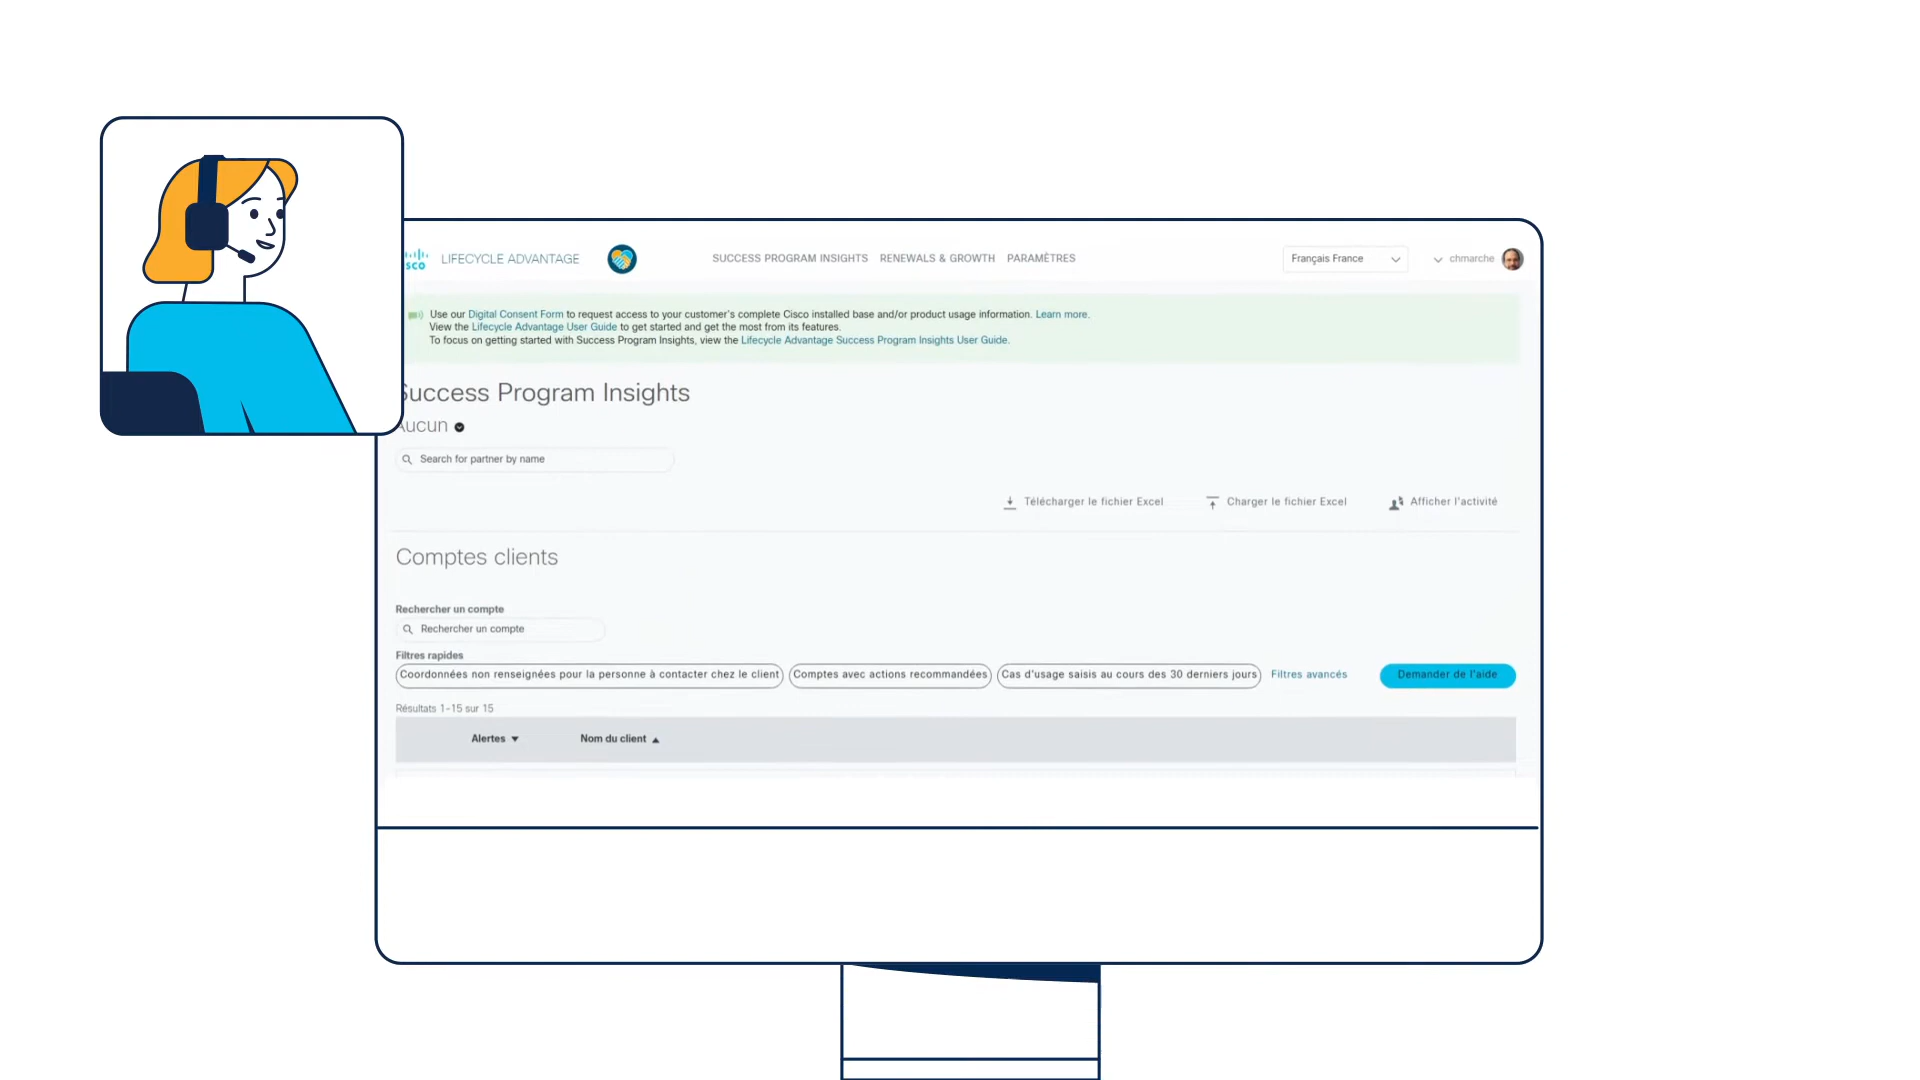 LIFECYCLE ADVANTAGE
SUCCESS PROGRAM INSIGHTS RENEWALS & GROWTH PARAMÈTRES
Français France
chmarche
Use our Digital Consent Form to request access to your customer's complete Cisco installed base and/or product usage information. Learn more.
View the Lifecycle Advantage User Guide to get started and get the most from its features.
To focus on getting started with Success Program Insights, view the Lifecycle Advantage Success Program Insights User Guide.
Success Program Insights
Aucun
Search for partner by name
Télécharger le fichier Excel Charger le fichier Excel Afficher l'activité
Comptes clients
Rechercher un compte
Rechercher un compte
Filtres rapides
Coordonnées non renseignées pour la personne à contacter chez le client Comptes avec actions recommandées Cas d'usage saisis au cours des 30 derniers jours Filtres avancés Demander de l'aide
Résultats 1-15 sur 15
Alertes Nom du client